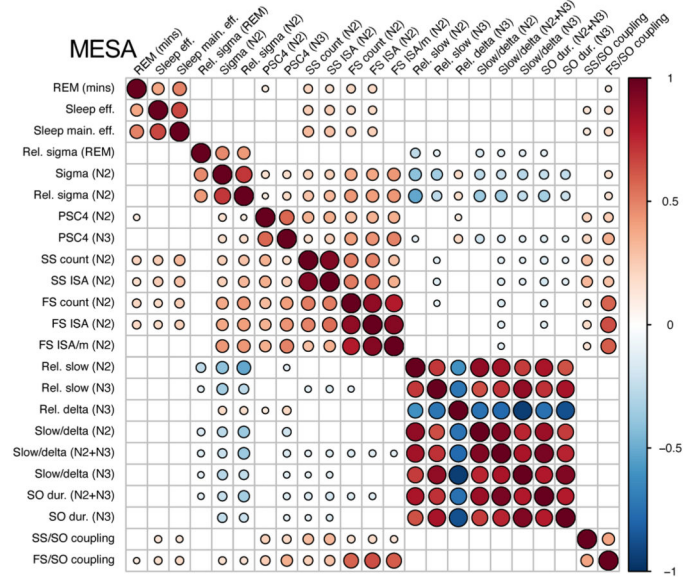 MESA
REM (mins)
Sleep eff.
Sleep main. eff.
Rel. sigma (REM)
Sigma (N2)
Rel. sigma (N2)
PSC4 (N2)
PSC4 (N3)
SS count (N2)
SS ISA (N2)
FS count (N2)
FS ISA (N2)
FS ISA/m (N2)
Rel. slow (N2)
Rel. slow (N3)
Rel. delta (N3)
Slow/delta (N2)
Slow/delta (N2+N3)
Slow/delta (N3)
SO dur. (N2+N3)
SO dur. (N3)
SS/SO coupling
FS/SO coupling
REM (mins)
Sleep eff.
Sleep main. eff.
Rel. sigma (REM)
Sigma (N2)
Rel. sigma (N2)
PSC4 (N2)
PSC4 (N3)
SS count (N2)
SS ISA (N2)
FS count (N2)
FS ISA (N2)
FS ISA/m (N2)
Rel. slow (N2)
Rel. slow (N3)
Rel. delta (N3)
Slow/delta (N2)
Slow/delta (N2+N3)
Slow/delta (N3)
SO dur. (N2+N3)
SO dur. (N3)
SS/SO coupling
FS/SO coupling
1
0.5
0
−0.5
−1